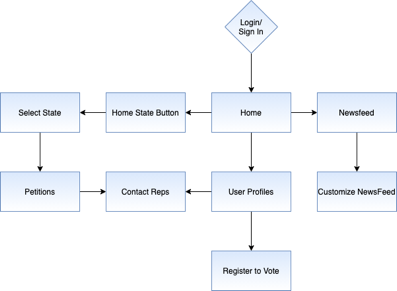 Login/
Sign In
Select State
Home State Button
Home
Newsfeed
Petitions
Contact Reps
User Profiles
Customize NewsFeed
Register to Vote